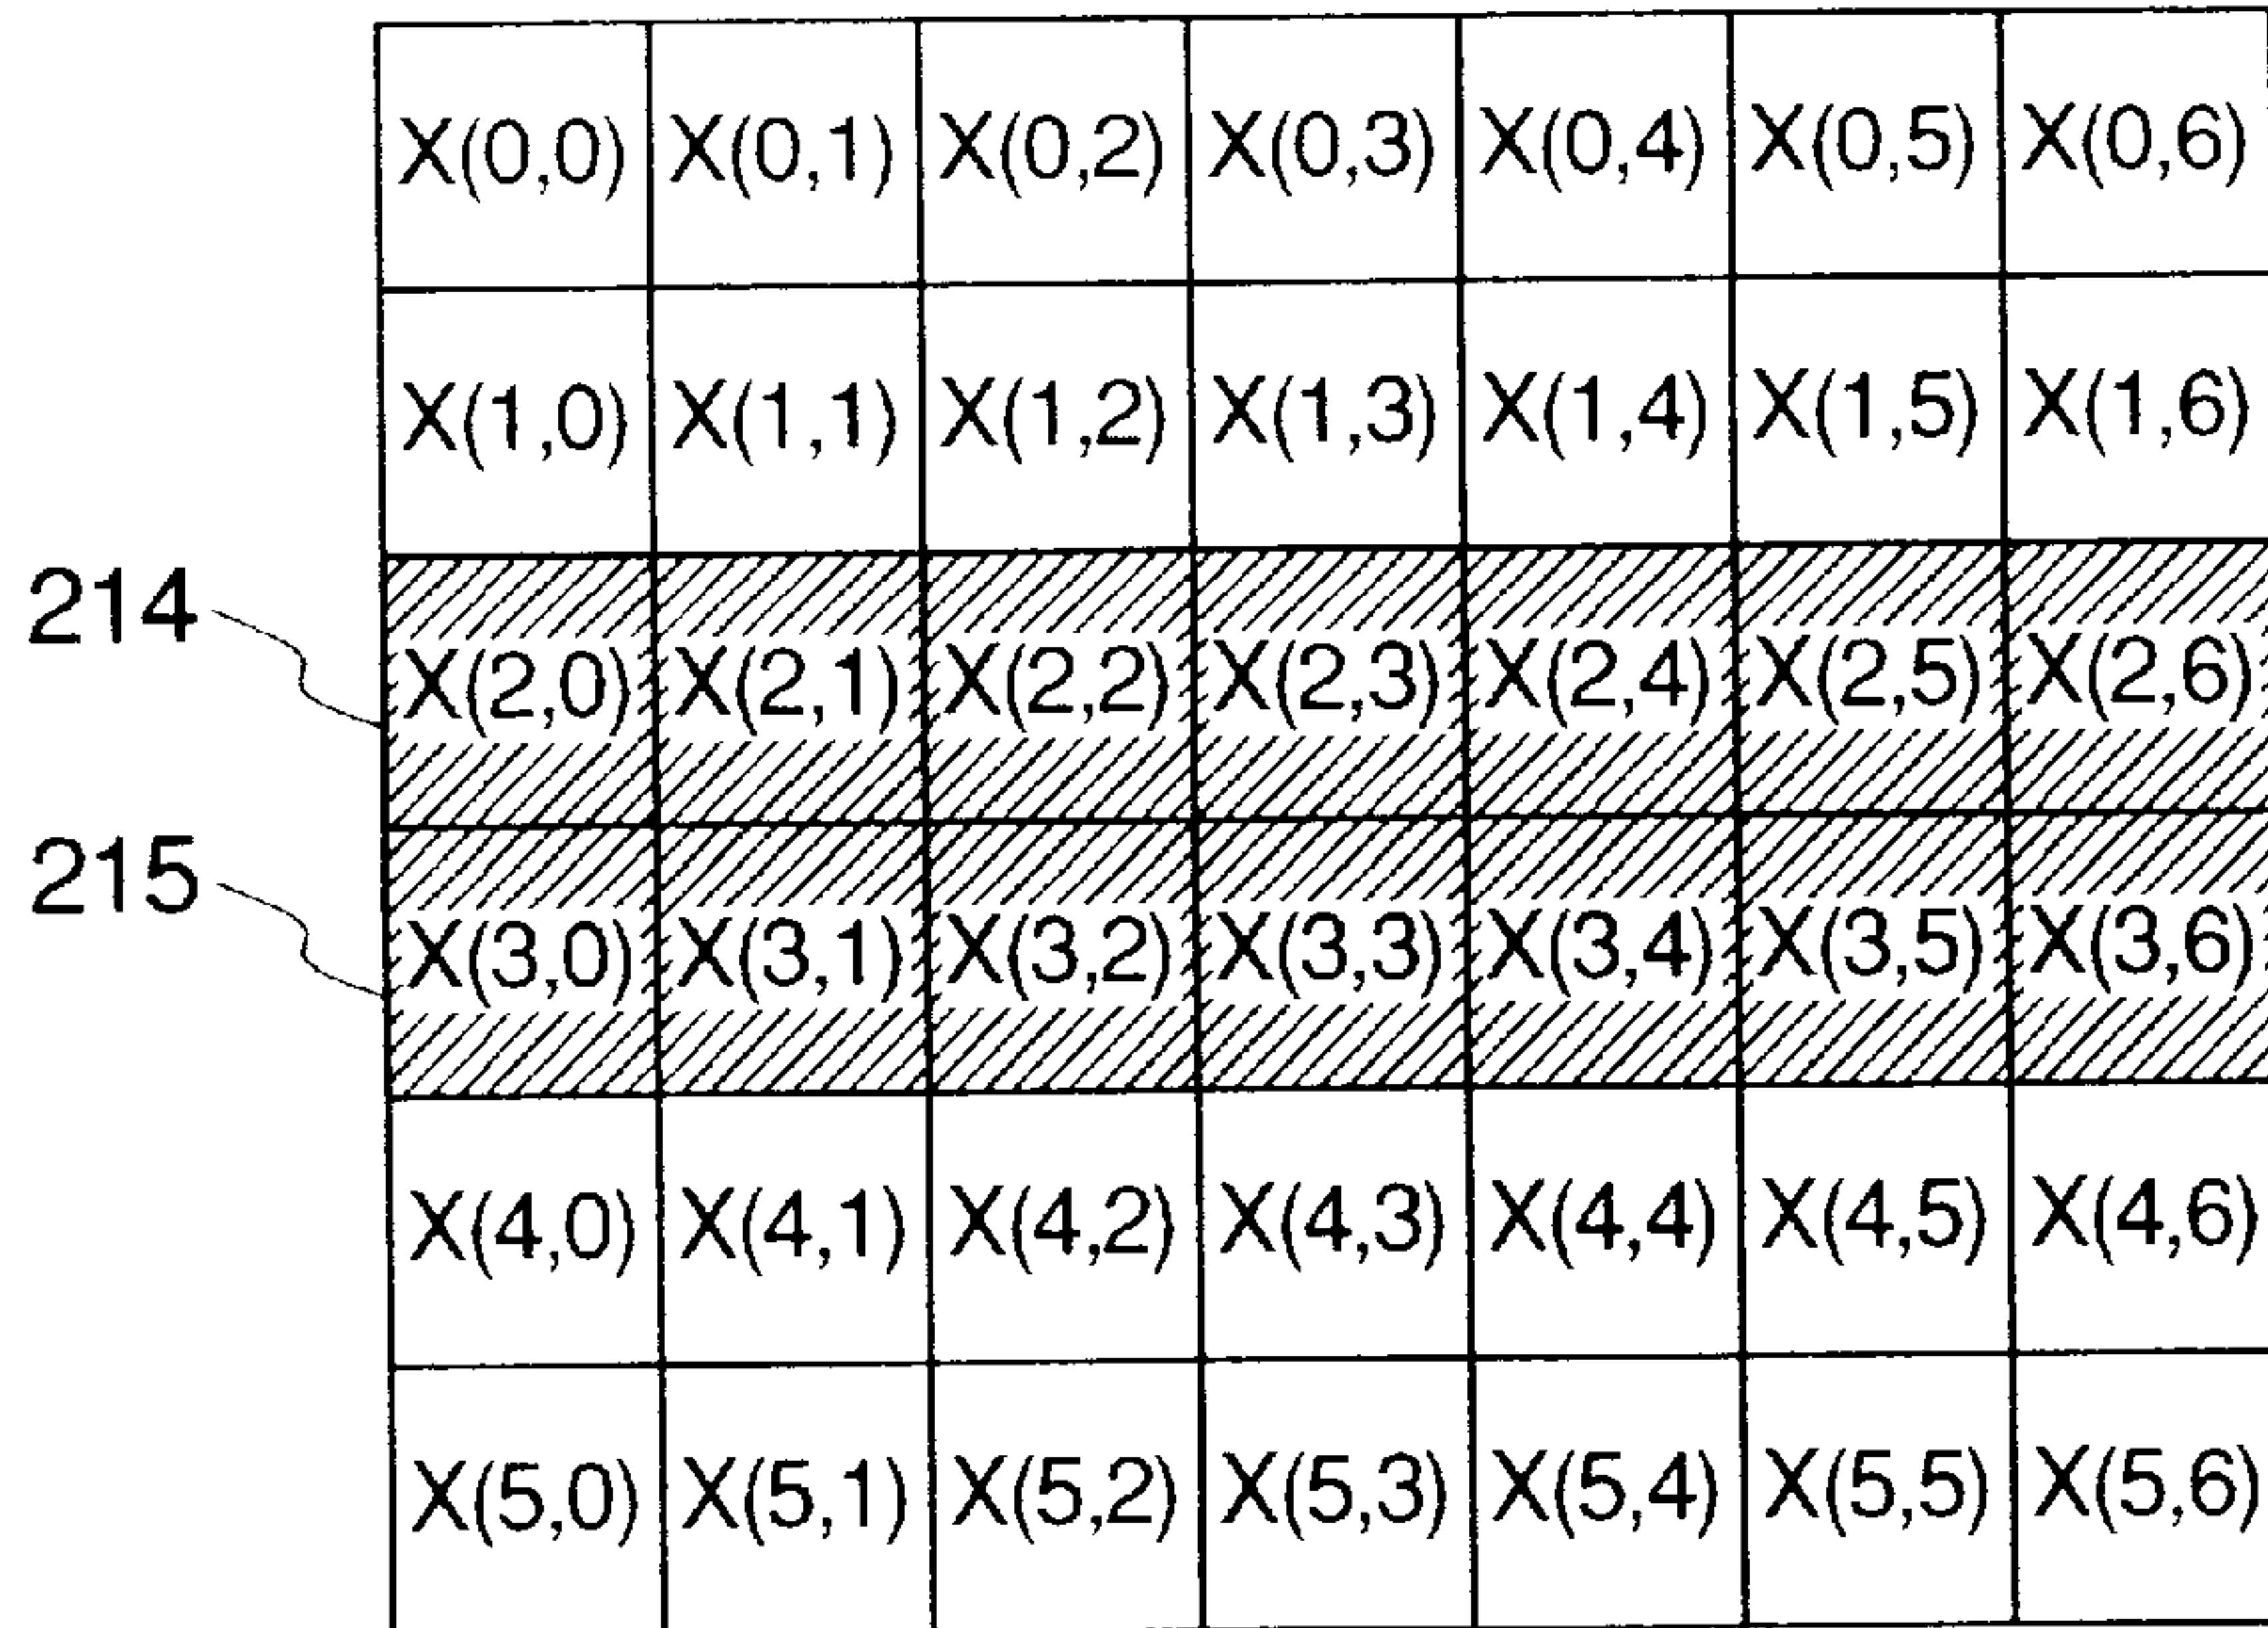 X(0,0) X(0,1) X(0,2) X(0,3) X(0,4) X(0,5) X(0,6)
X(1,0) X(1,1) X(1,2) X(1,3) X(1,4) X(1,5) X(1,6)
214 X(2,0) X(2,1) X(2,2) X(2,3) X(2,4) X(2,5) X(2,6)
215 X(3,0) X(3,1) X(3,2) X(3,3) X(3,4) X(3,5) X(3,6)
X(4,0) X(4,1) X(4,2) X(4,3) X(4,4) X(4,5) X(4,6)
X(5,0) X(5,1) X(5,2) X(5,3) X(5,4) X(5,5) X(5,6)